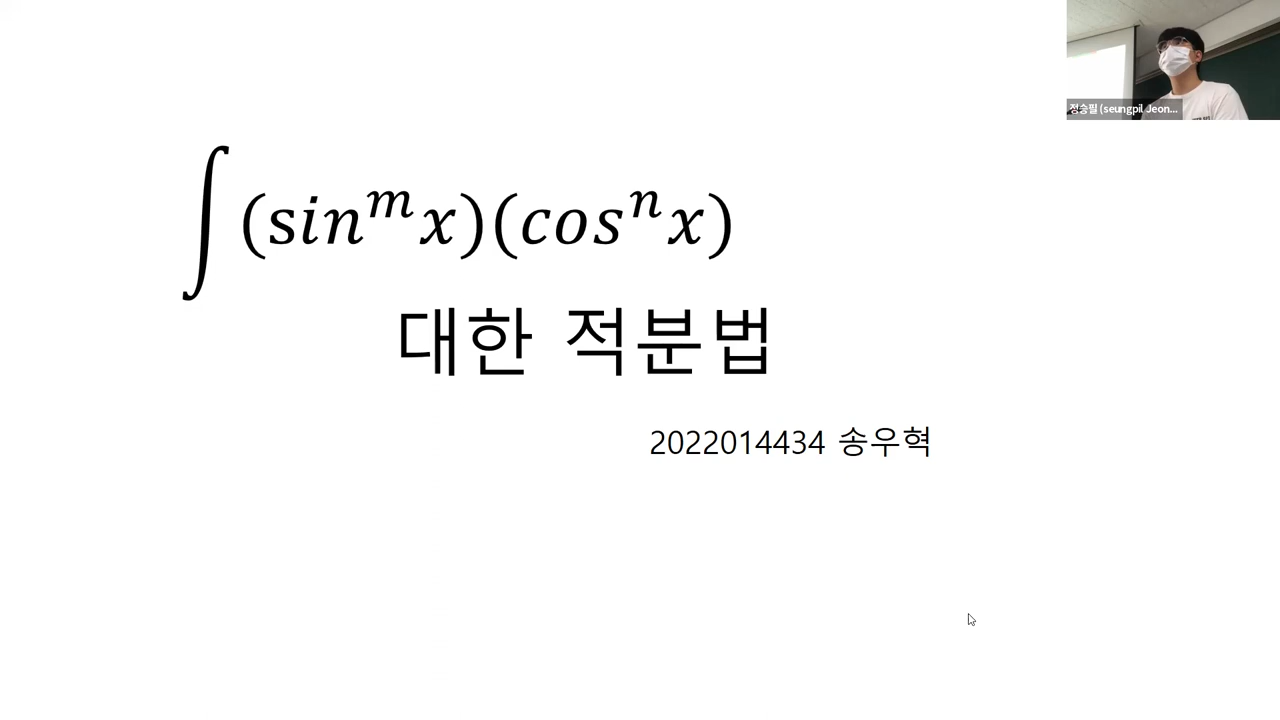 ∫(sin^m x)(cos^n x)
대한 적분법
2022014434 송우혁
정승필 (seungpil Jeon...